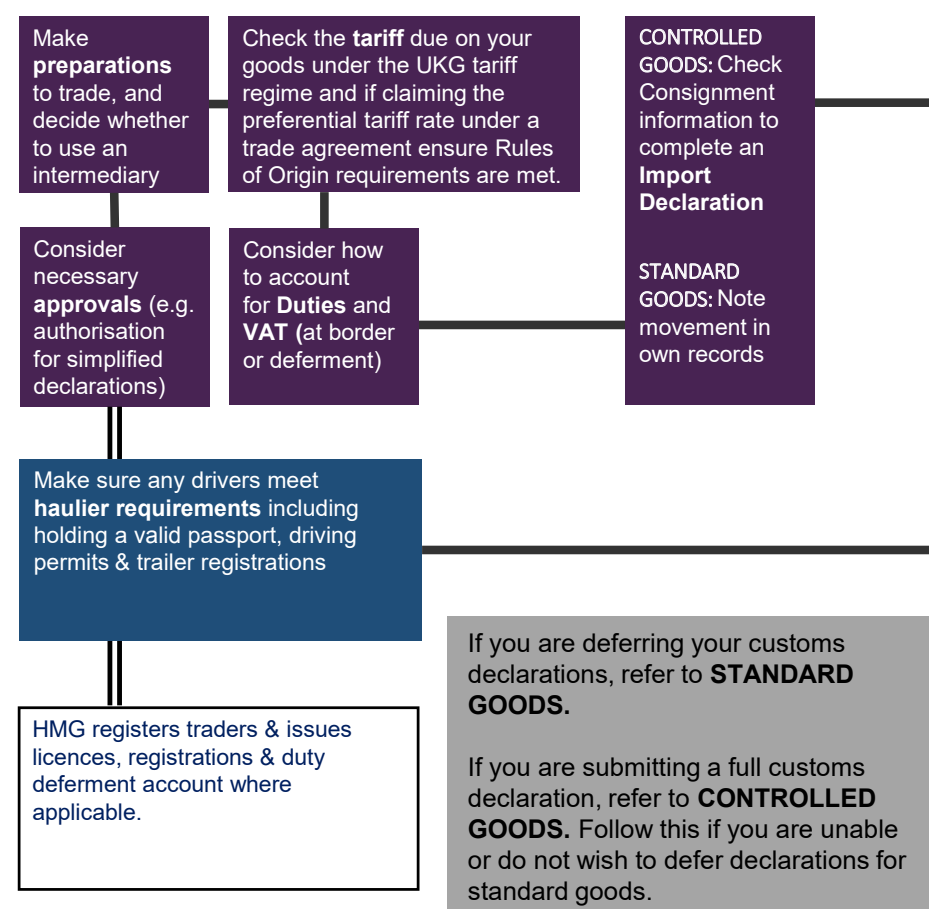 Make
preparations
to trade, and
decide whether
to use an
intermediary
Check the tariff due on your
goods under the UKG tariff
regime and if claiming the
preferential tariff rate under a
trade agreement ensure Rules
of Origin requirements are met.
CONTROLLED
GOODS: Check
Consignment
information to
complete an
Import
Declaration
STANDARD
GOODS: Note
movement in
own records
Consider
necessary
approvals (e.g.
authorisation
for simplified
declarations)
Consider how
to account
for Duties and
VAT (at border
or deferment)
Make sure any drivers meet
haulier requirements including
holding a valid passport, driving
permits & trailer registrations
HMG registers traders & issues
licences, registrations & duty
deferment account where
applicable.
If you are deferring your customs
declarations, refer to STANDARD
GOODS.
If you are submitting a full customs
declaration, refer to CONTROLLED
GOODS. Follow this if you are unable
or do not wish to defer declarations for
standard goods.